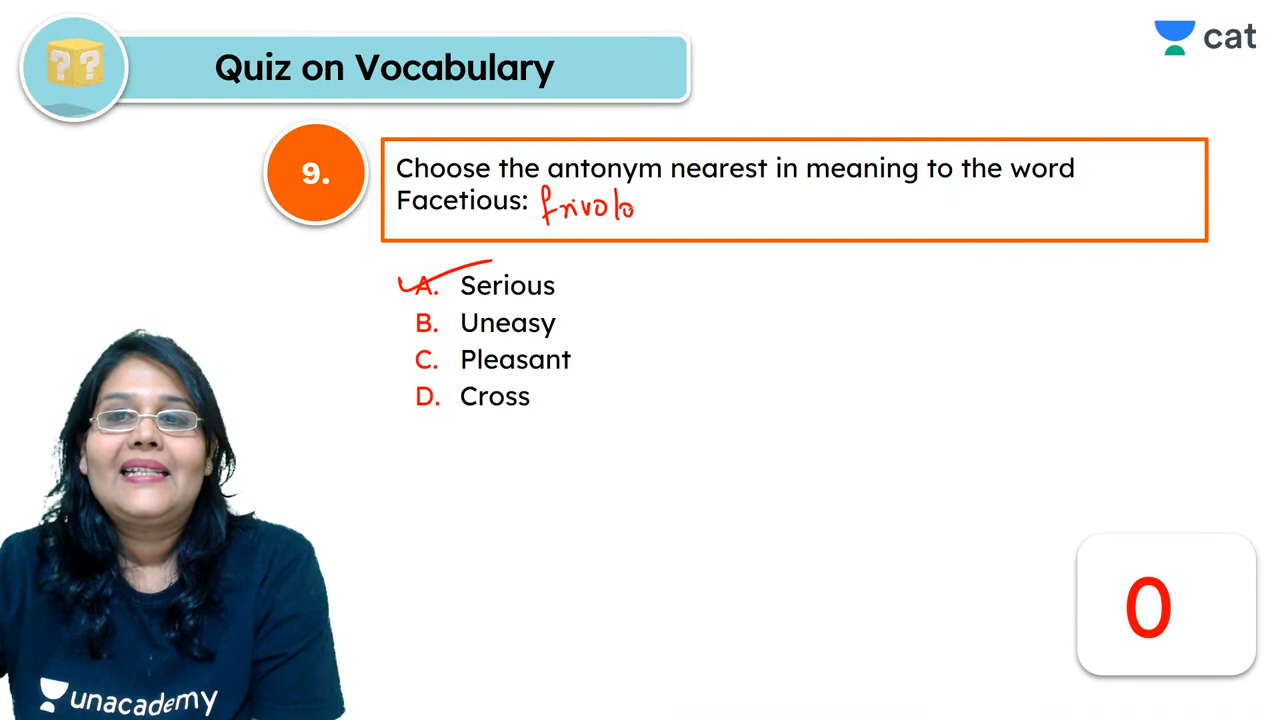 Quiz on Vocabulary
cat
9.
Choose the antonym nearest in meaning to the word
Facetious: frivolo
A. Serious
B. Uneasy
C. Pleasant
D. Cross
0
unacademy